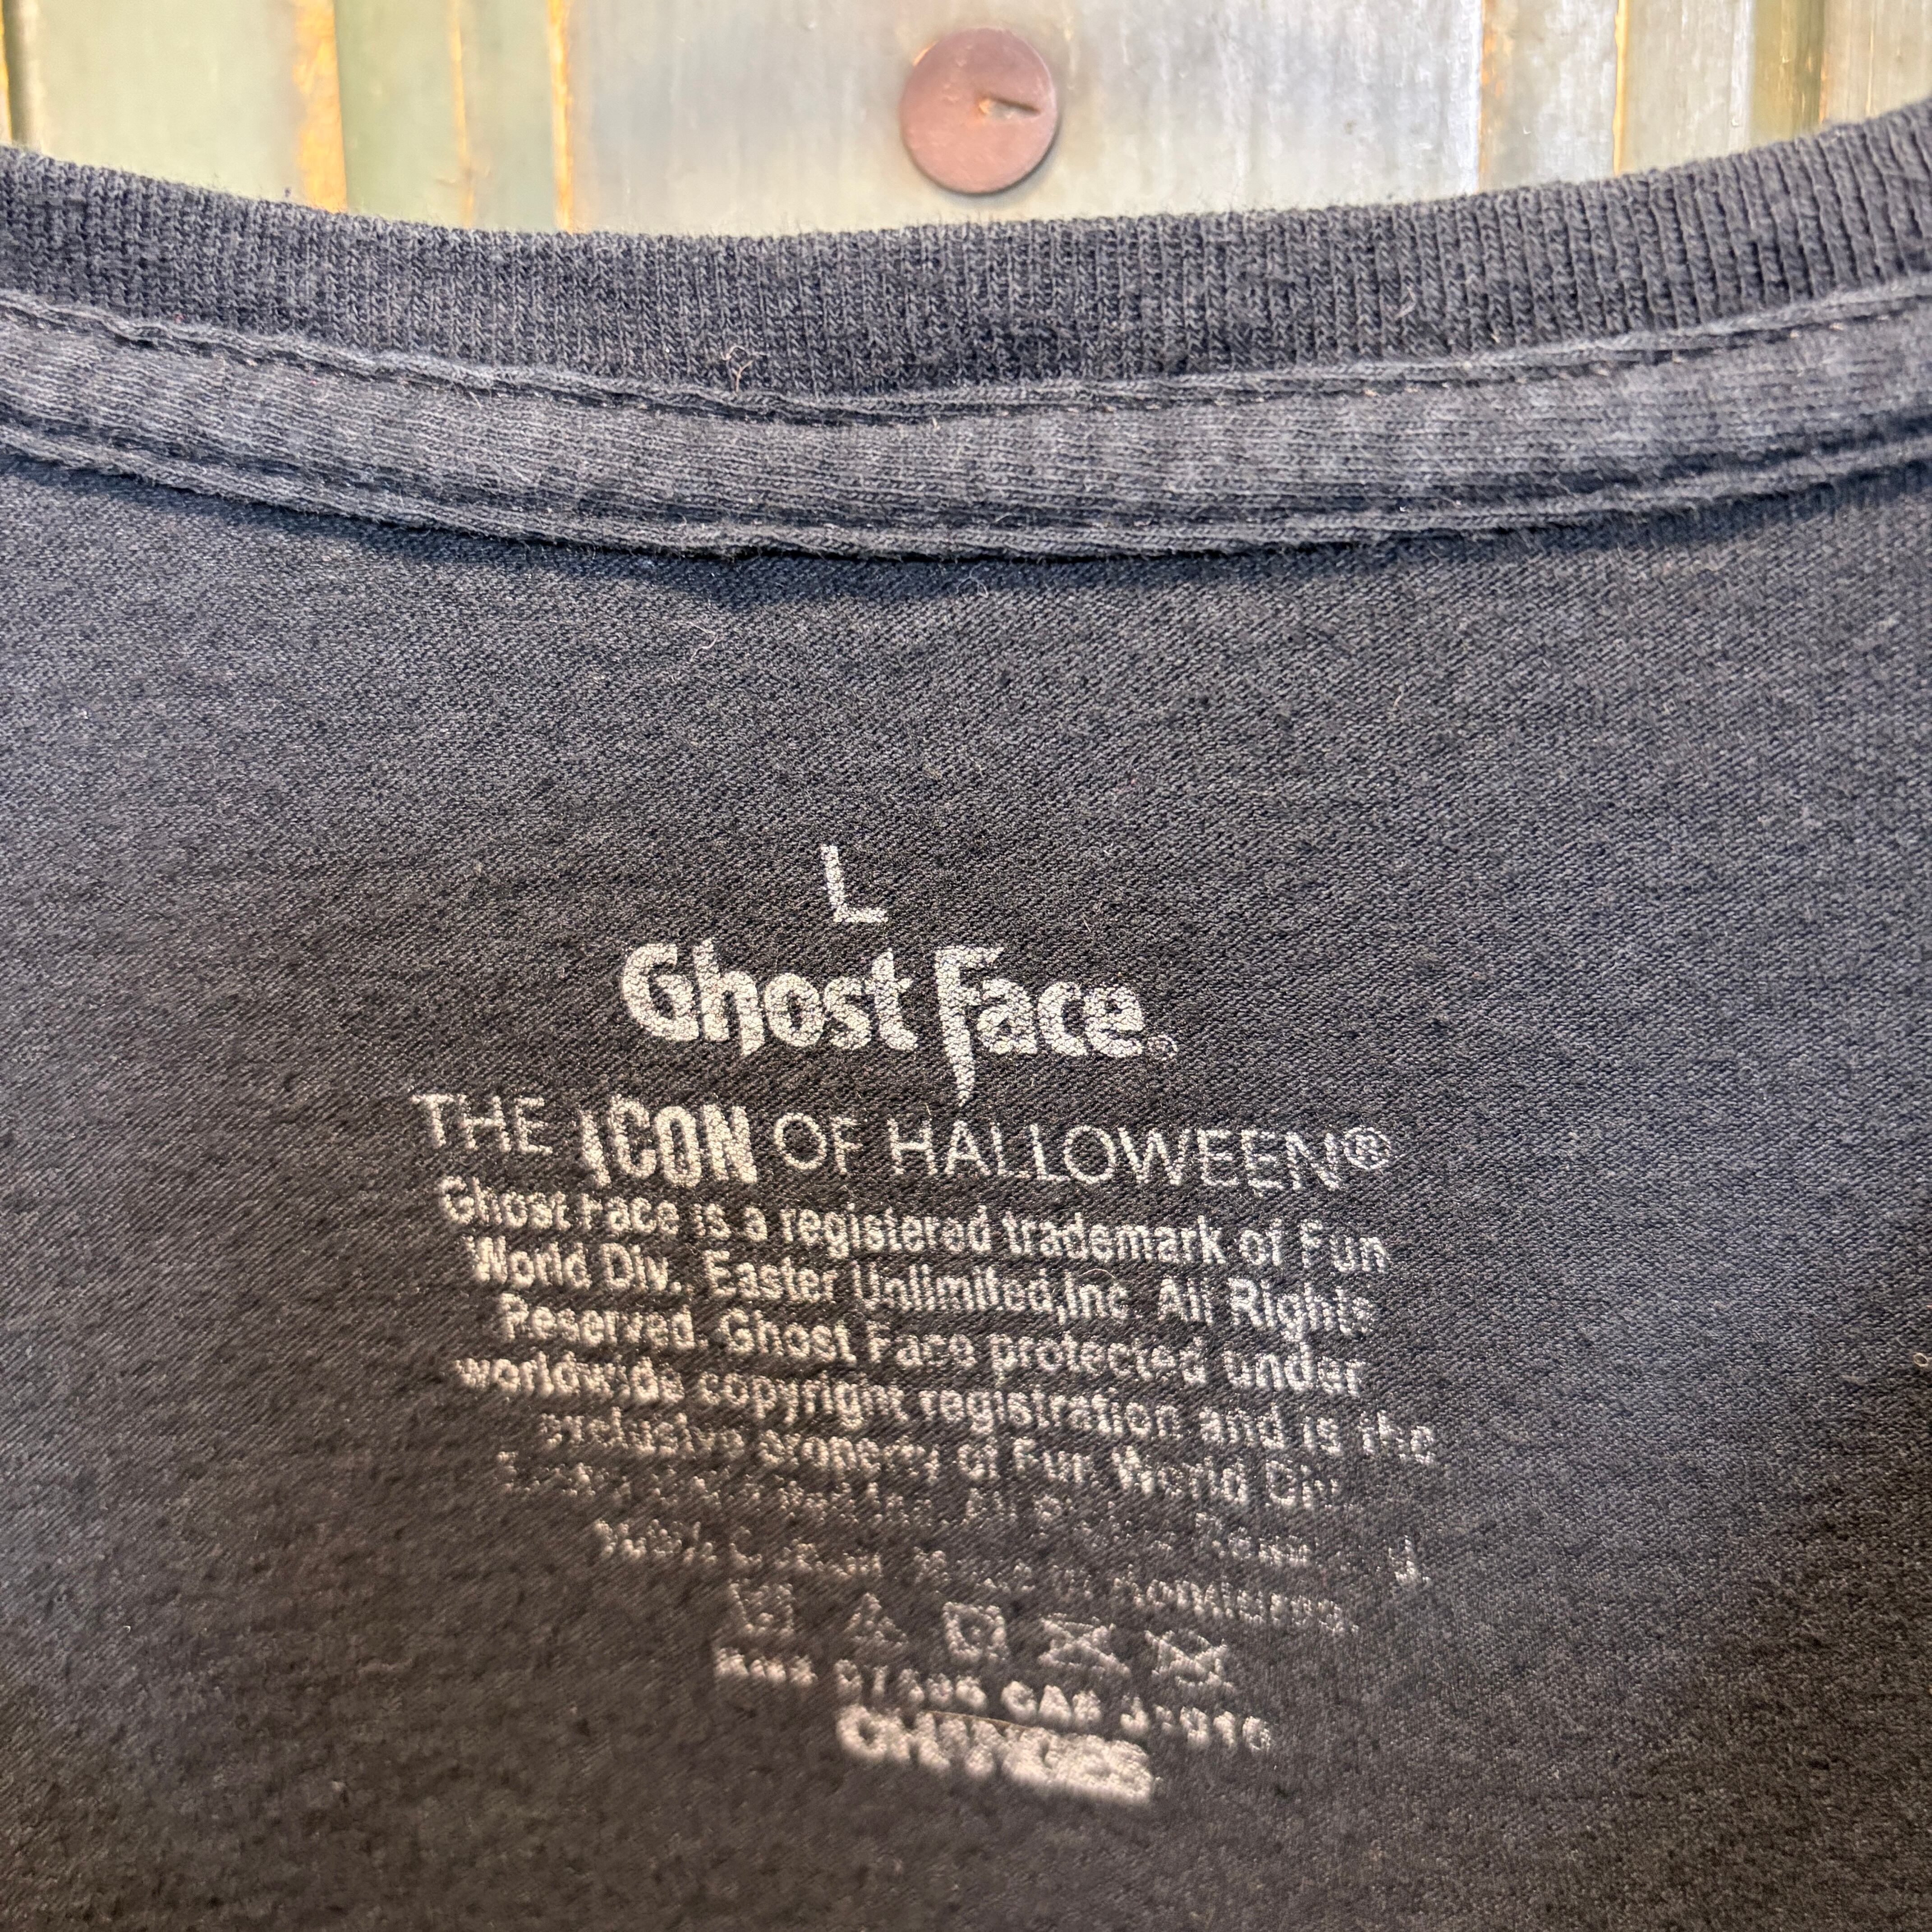 L
Ghost Face®
THE ICON OF HALLOWEEN®
Ghost Face is a registered trademark of Fun
World Div., Easter Unlimited,Inc. All Rights
Reserved. Ghost Face protected under
worldwide copyright registration and is the
exclusive property of Fun World Div.
CHANGES